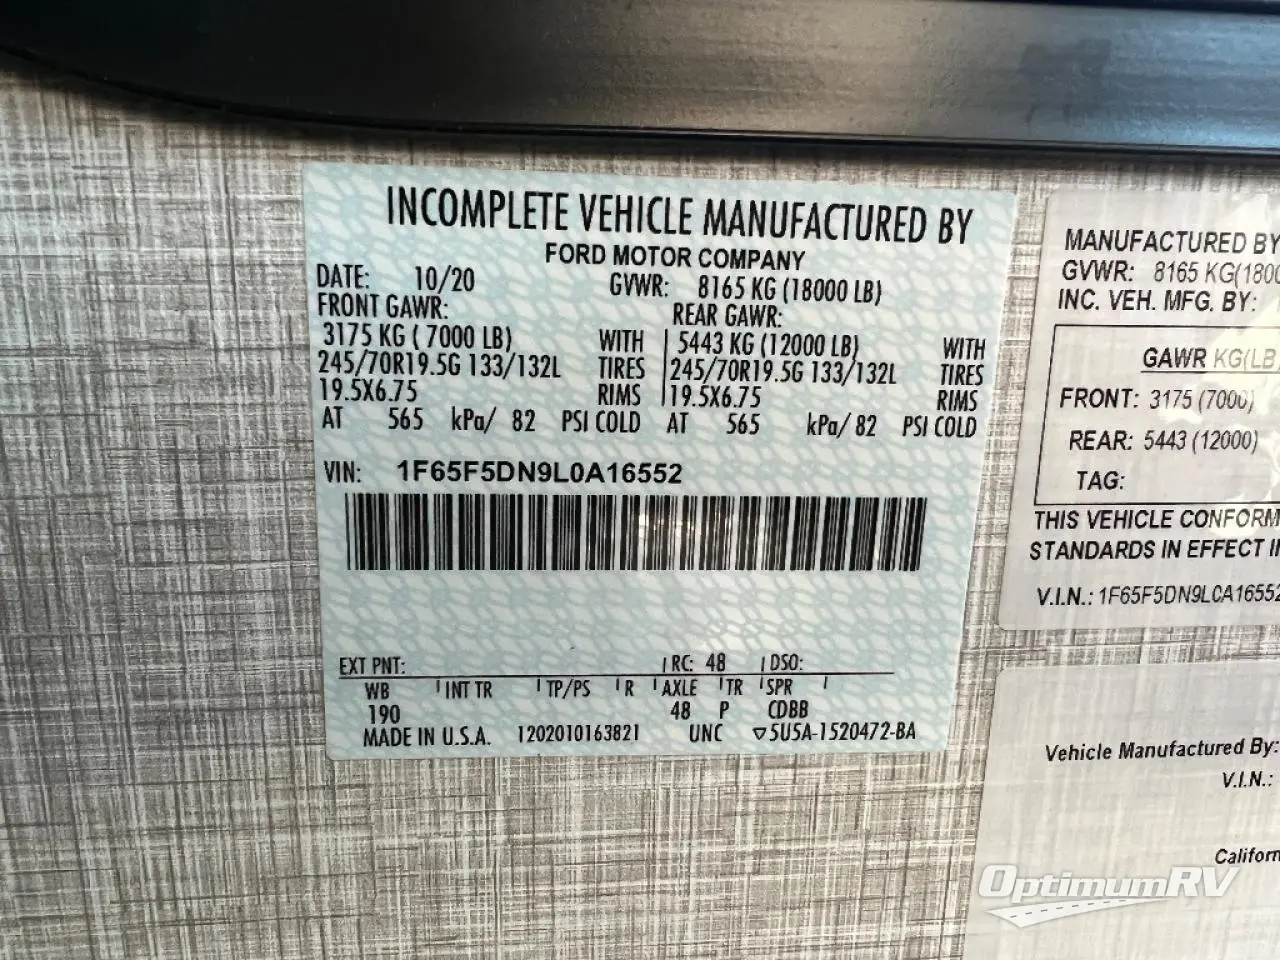 INCOMPLETE VEHICLE MANUFACTURED BY
FORD MOTOR COMPANY
DATE: 10/20 GVWR: 8165 KG (18000 LB)
FRONT GAWR: REAR GAWR:
3175 KG ( 7000 LB) WITH 5443 KG (12000 LB) WITH
245/70R19.5G 133/132L TIRES 245/70R19.5G 133/132L TIRES
19.5X6.75 RIMS 19.5X6.75 RIMS
AT 565 kPa/ 82 PSI COLD AT 565 kPa/ 82 PSI COLD
VIN: 1F65F5DN9L0A16552
EXT PNT: RC: 48 DSO:
WB INT TR TP/PS R AXLE TR SPR
190 48 P CDBB
MADE IN U.S.A. 1202010163821 UNC ▽5U5A-1520472-BA
MANUFACTURED BY
GVWR: 8165 KG(1800
INC. VEH. MFG. BY:
GAWR KG(LB)
FRONT: 3175 (7000)
REAR: 5443 (12000)
TAG:
THIS VEHICLE CONFORM
STANDARDS IN EFFECT IN
V.I.N.: 1F65F5DN9L0A16552
Vehicle Manufactured By:
V.I.N.:
Californ
OptimumRV